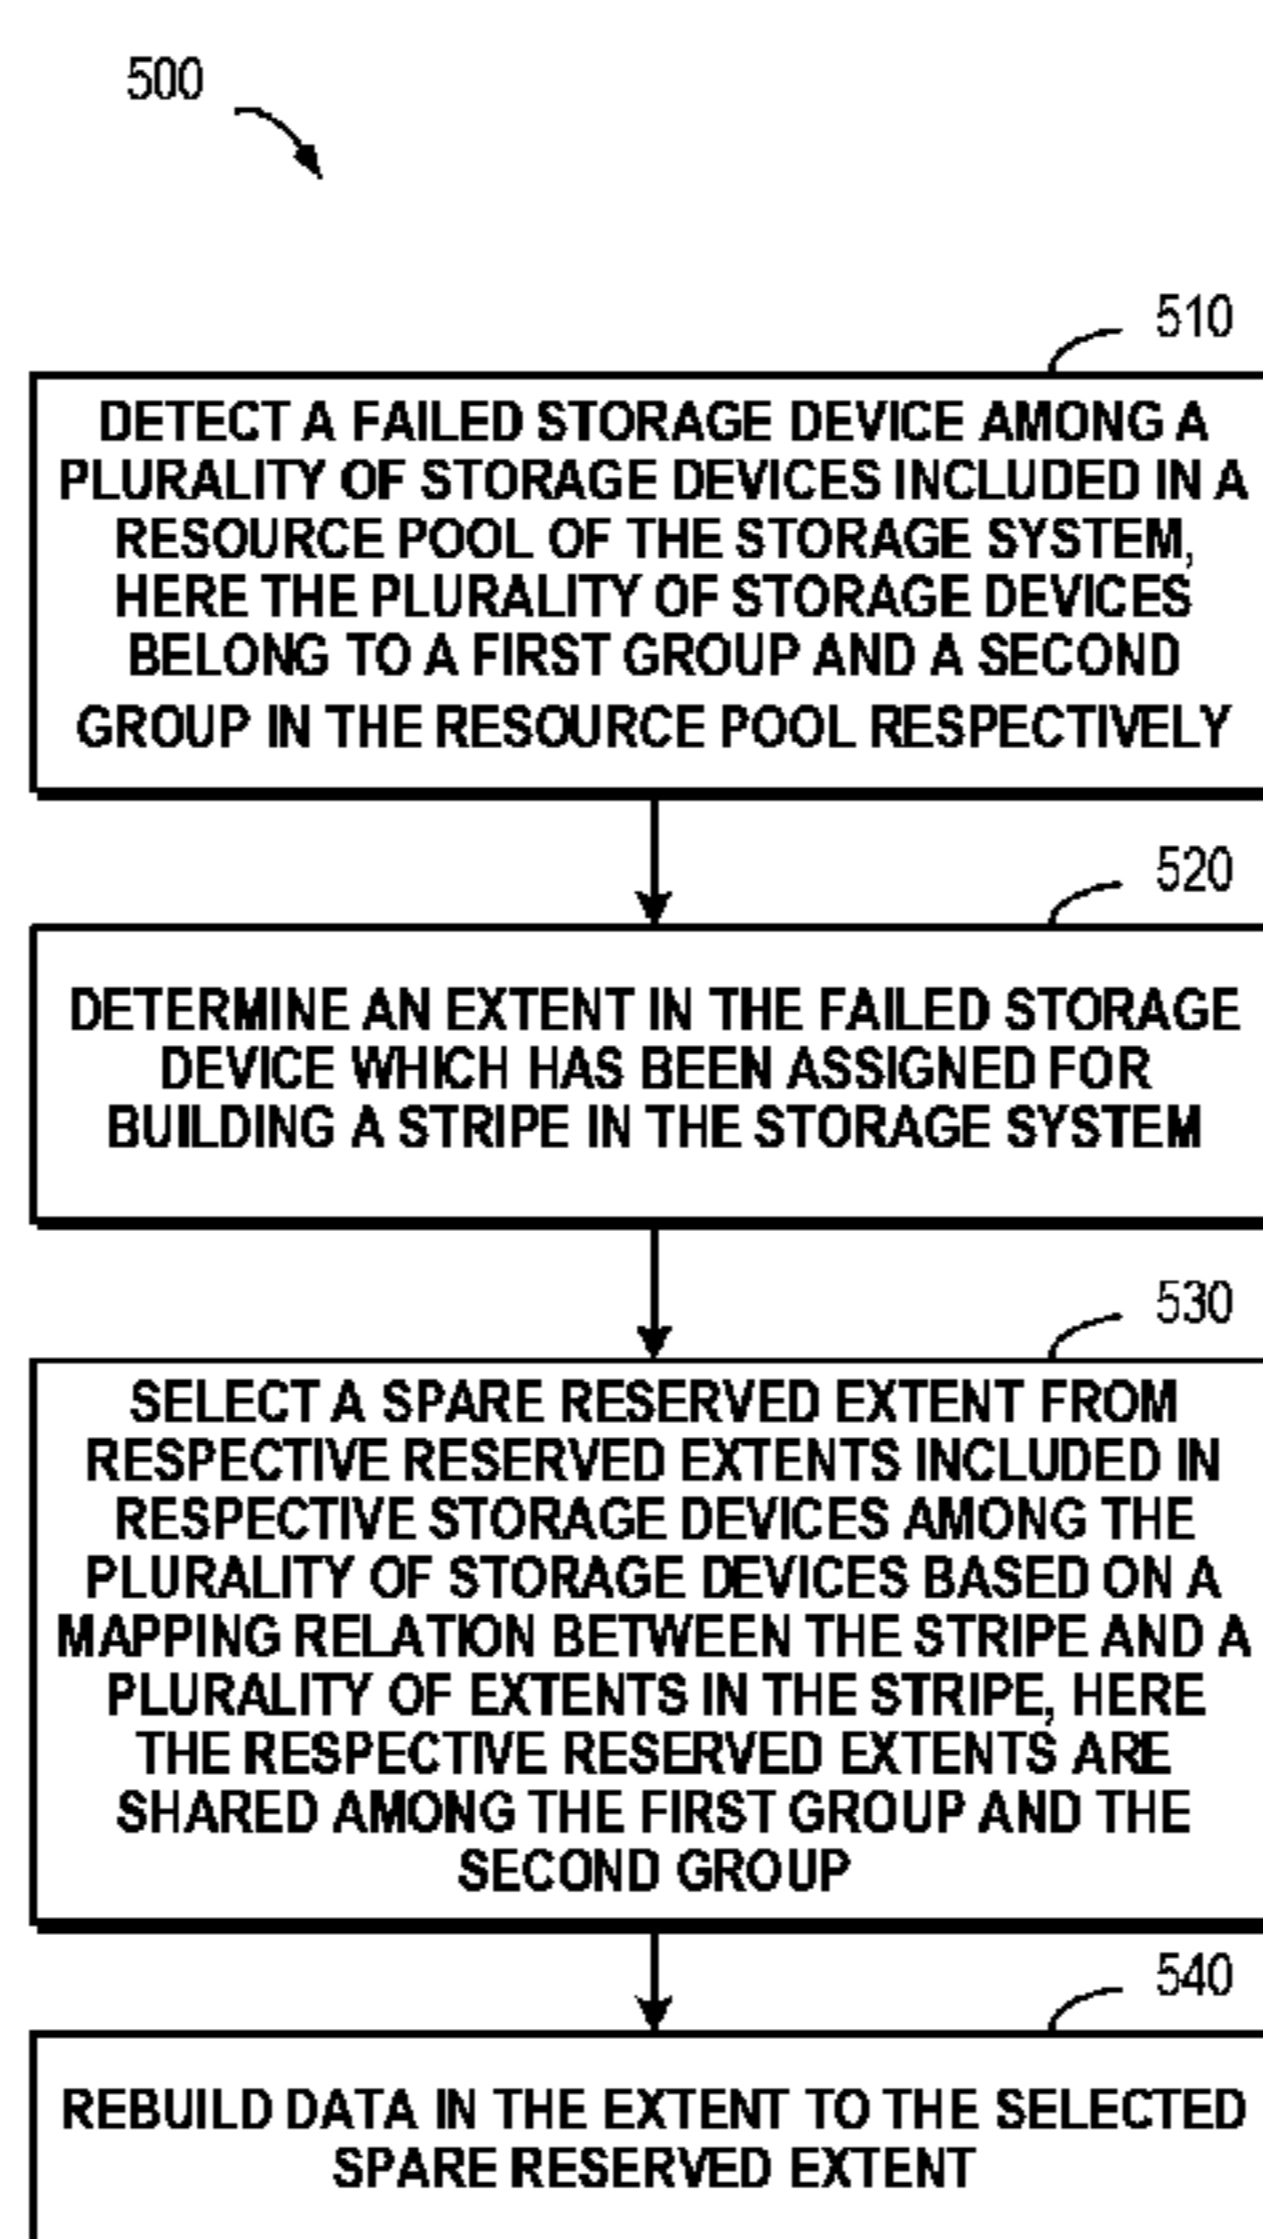 500
510
DETECT A FAILED STORAGE DEVICE AMONG A
PLURALITY OF STORAGE DEVICES INCLUDED IN A
RESOURCE POOL OF THE STORAGE SYSTEM,
HERE THE PLURALITY OF STORAGE DEVICES
BELONG TO A FIRST GROUP AND A SECOND
GROUP IN THE RESOURCE POOL RESPECTIVELY
520
DETERMINE AN EXTENT IN THE FAILED STORAGE
DEVICE WHICH HAS BEEN ASSIGNED FOR
BUILDING A STRIPE IN THE STORAGE SYSTEM
530
SELECT A SPARE RESERVED EXTENT FROM
RESPECTIVE RESERVED EXTENTS INCLUDED IN
RESPECTIVE STORAGE DEVICES AMONG THE
PLURALITY OF STORAGE DEVICES BASED ON A
MAPPING RELATION BETWEEN THE STRIPE AND A
PLURALITY OF EXTENTS IN THE STRIPE, HERE
THE RESPECTIVE RESERVED EXTENTS ARE
SHARED AMONG THE FIRST GROUP AND THE
SECOND GROUP
540
REBUILD DATA IN THE EXTENT TO THE SELECTED
SPARE RESERVED EXTENT